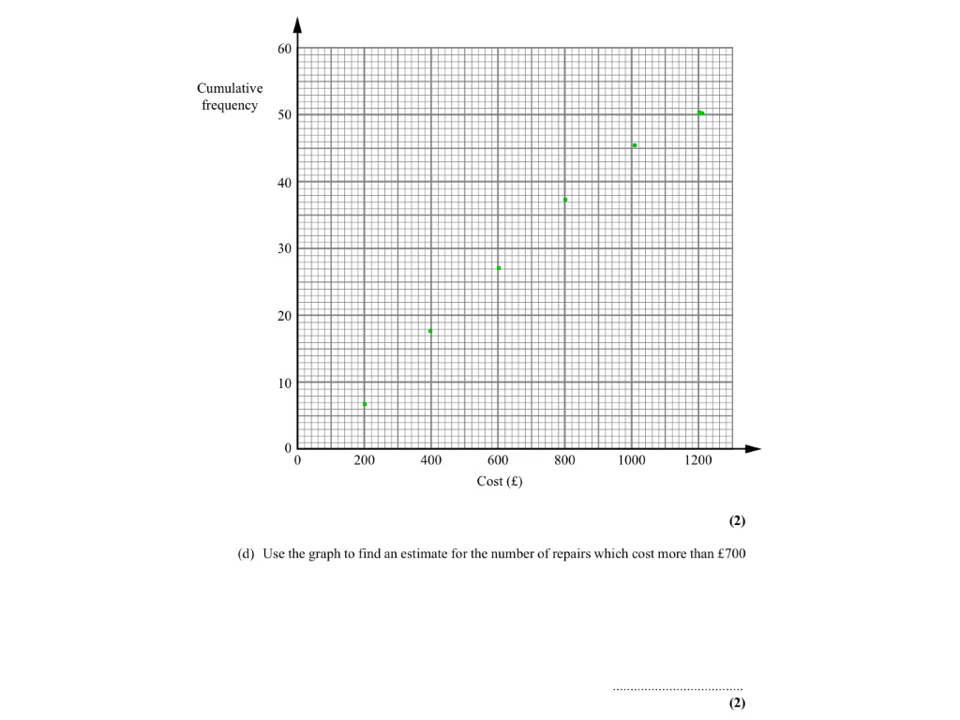 60
Cumulative
frequency
50
40
30
20
10
0
0 200 400 600 800 1000 1200
Cost (£)
(2)
(d) Use the graph to find an estimate for the number of repairs which cost more than £700
(2)